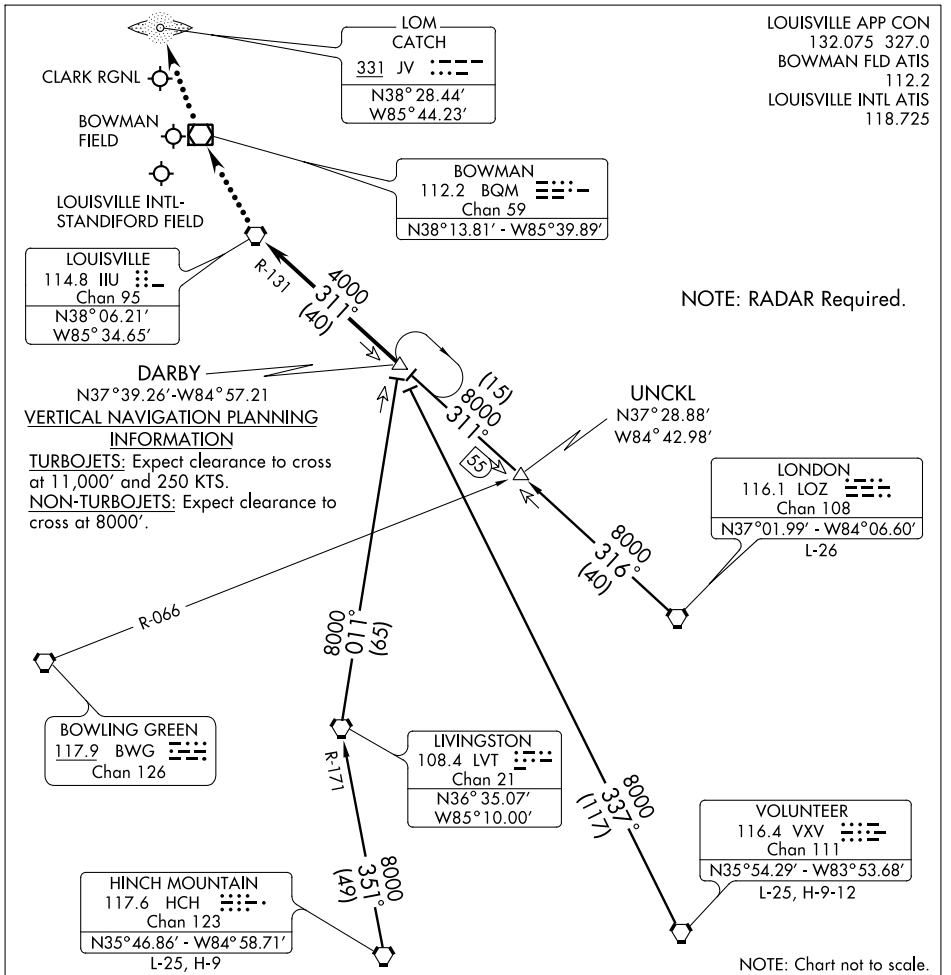 LOUISVILLE APP CON
132.075 327.0
BOWMAN FLD ATIS
112.2
LOUISVILLE INTL ATIS
118.725
LOM
CATCH
331 JV
N38° 28.44′
W85° 44.23′
CLARK RGNL
BOWMAN
FIELD
LOUISVILLE INTL-
STANDIFORD FIELD
BOWMAN
112.2 BQM
Chan 59
N38°13.81′ - W85°39.89′
LOUISVILLE
114.8 IIU
Chan 95
N38° 06.21′
W85° 34.65′
R-131
4000
311°
(40)
NOTE: RADAR Required.
DARBY
N37°39.26′-W84°57.21
VERTICAL NAVIGATION PLANNING
INFORMATION
TURBOJETS: Expect clearance to cross
at 11,000′ and 250 KTS.
NON-TURBOJETS: Expect clearance to
cross at 8000′.
(15)
8000
311°
55
UNCKL
N37°28.88′
W84°42.98′
LONDON
116.1 LOZ
Chan 108
N37°01.99′ - W84°06.60′
L-26
8000
316°
(40)
R-066
8000
011°
(65)
BOWLING GREEN
117.9 BWG
Chan 126
LIVINGSTON
108.4 LVT
Chan 21
N36° 35.07′
W85°10.00′
R-171
8000
337°
(117)
VOLUNTEER
116.4 VXV
Chan 111
N35°54.29′ - W83°53.68′
L-25, H-9-12
8000
351°
(49)
HINCH MOUNTAIN
117.6 HCH
Chan 123
N35°46.86′ - W84°58.71′
L-25, H-9
NOTE: Chart not to scale.